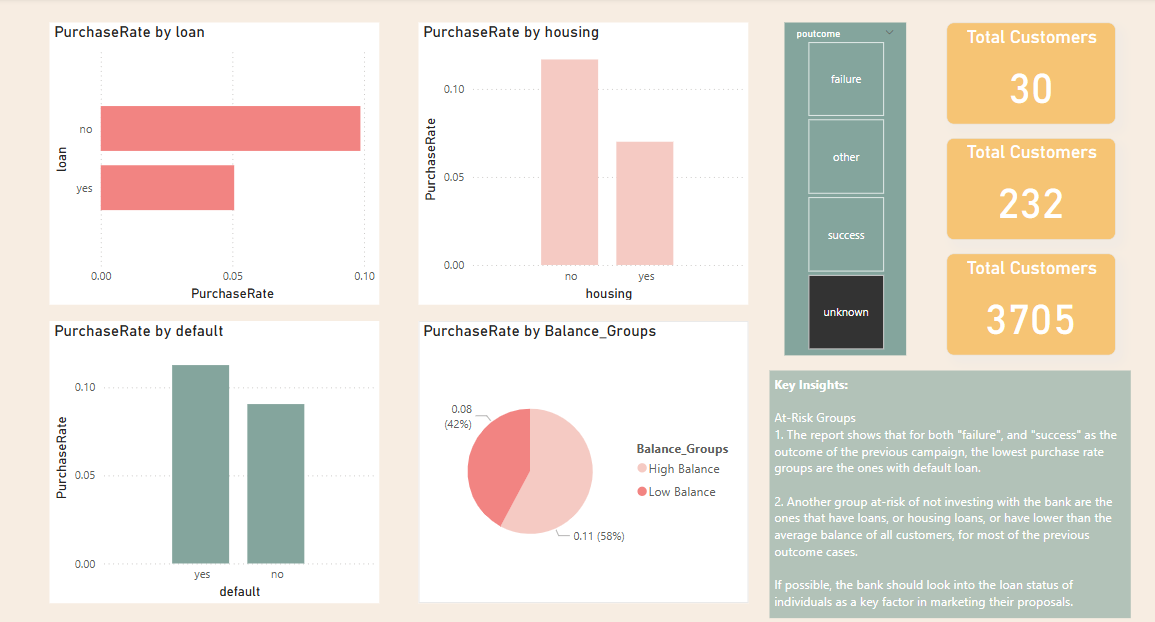 PurchaseRate by loan
loan
no
yes
0.00
0.05
0.10
PurchaseRate
PurchaseRate by housing
PurchaseRate
0.10
0.05
0.00
no
yes
housing
poutcome
failure
other
success
unknown
Total Customers
30
Total Customers
232
Total Customers
3705
PurchaseRate by default
PurchaseRate
0.10
0.05
0.00
yes
no
default
PurchaseRate by Balance_Groups
0.08
(42%)
0.11 (58%)
Balance_Groups
High Balance
Low Balance
Key Insights:
At-Risk Groups
1. The report shows that for both "failure", and "success" as the
outcome of the previous campaign, the lowest purchase rate
groups are the ones with default loan.
2. Another group at-risk of not investing with the bank are the
ones that have loans, or housing loans, or have lower than the
average balance of all customers, for most of the previous
outcome cases.
If possible, the bank should look into the loan status of
individuals as a key factor in marketing their proposals.